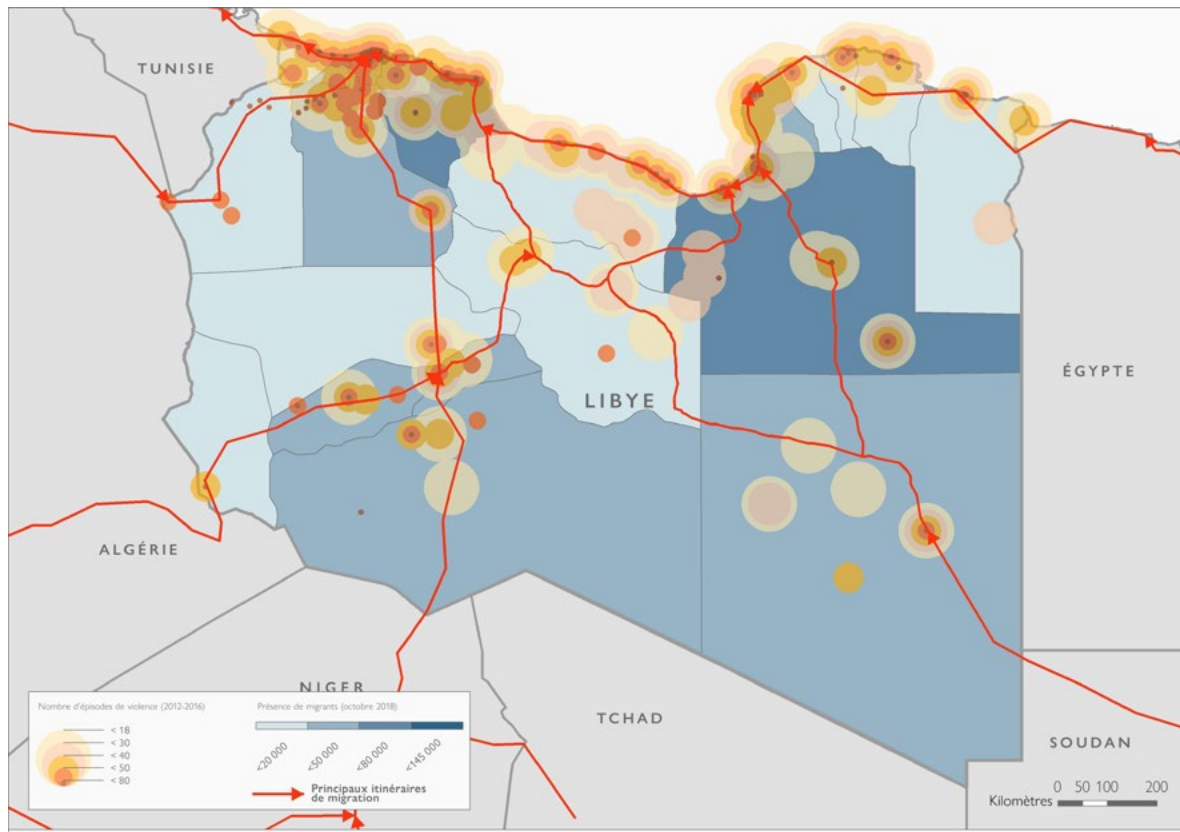 TUNISIE
LIBYE
ÉGYPTE
ALGÉRIE
NIGER
TCHAD
SOUDAN
Nombre d'épisodes de violence (2012-2016)
< 18
< 30
< 40
< 50
< 80
Présence de migrants (octobre 2018)
<20 000
<50 000
<80 000
<145 000
Principaux itinéraires
de migration
Kilomètres
0 50 100 200